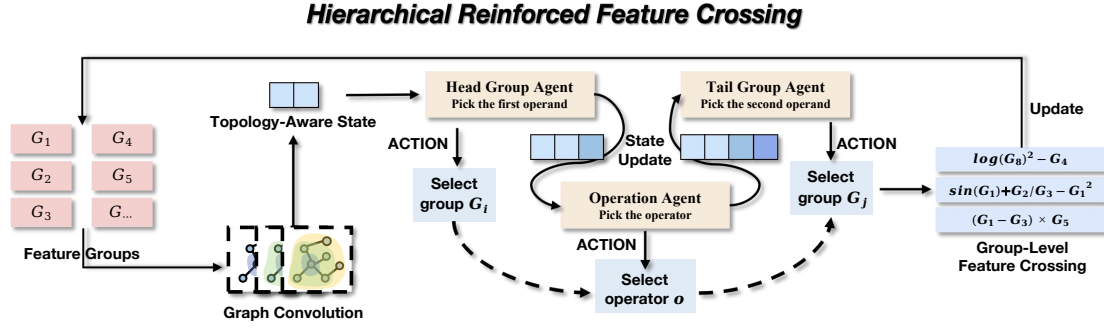 Hierarchical Reinforced Feature Crossing
Head Group Agent
Pick the first operand
Tail Group Agent
Pick the second operand
Topology-Aware State
Update
ACTION
State
Update
ACTION
G₁
G₄
G₂
G₅
G₃
G...
Feature Groups
Select
group Gᵢ
Operation Agent
Pick the operator
Select
group Gⱼ
log(G₈)² − G₄
sin(G₁)+G₂/G₃ − G₁²
(G₁ − G₃) × G₅
Group-Level
Feature Crossing
ACTION
Select
operator o
Graph Convolution